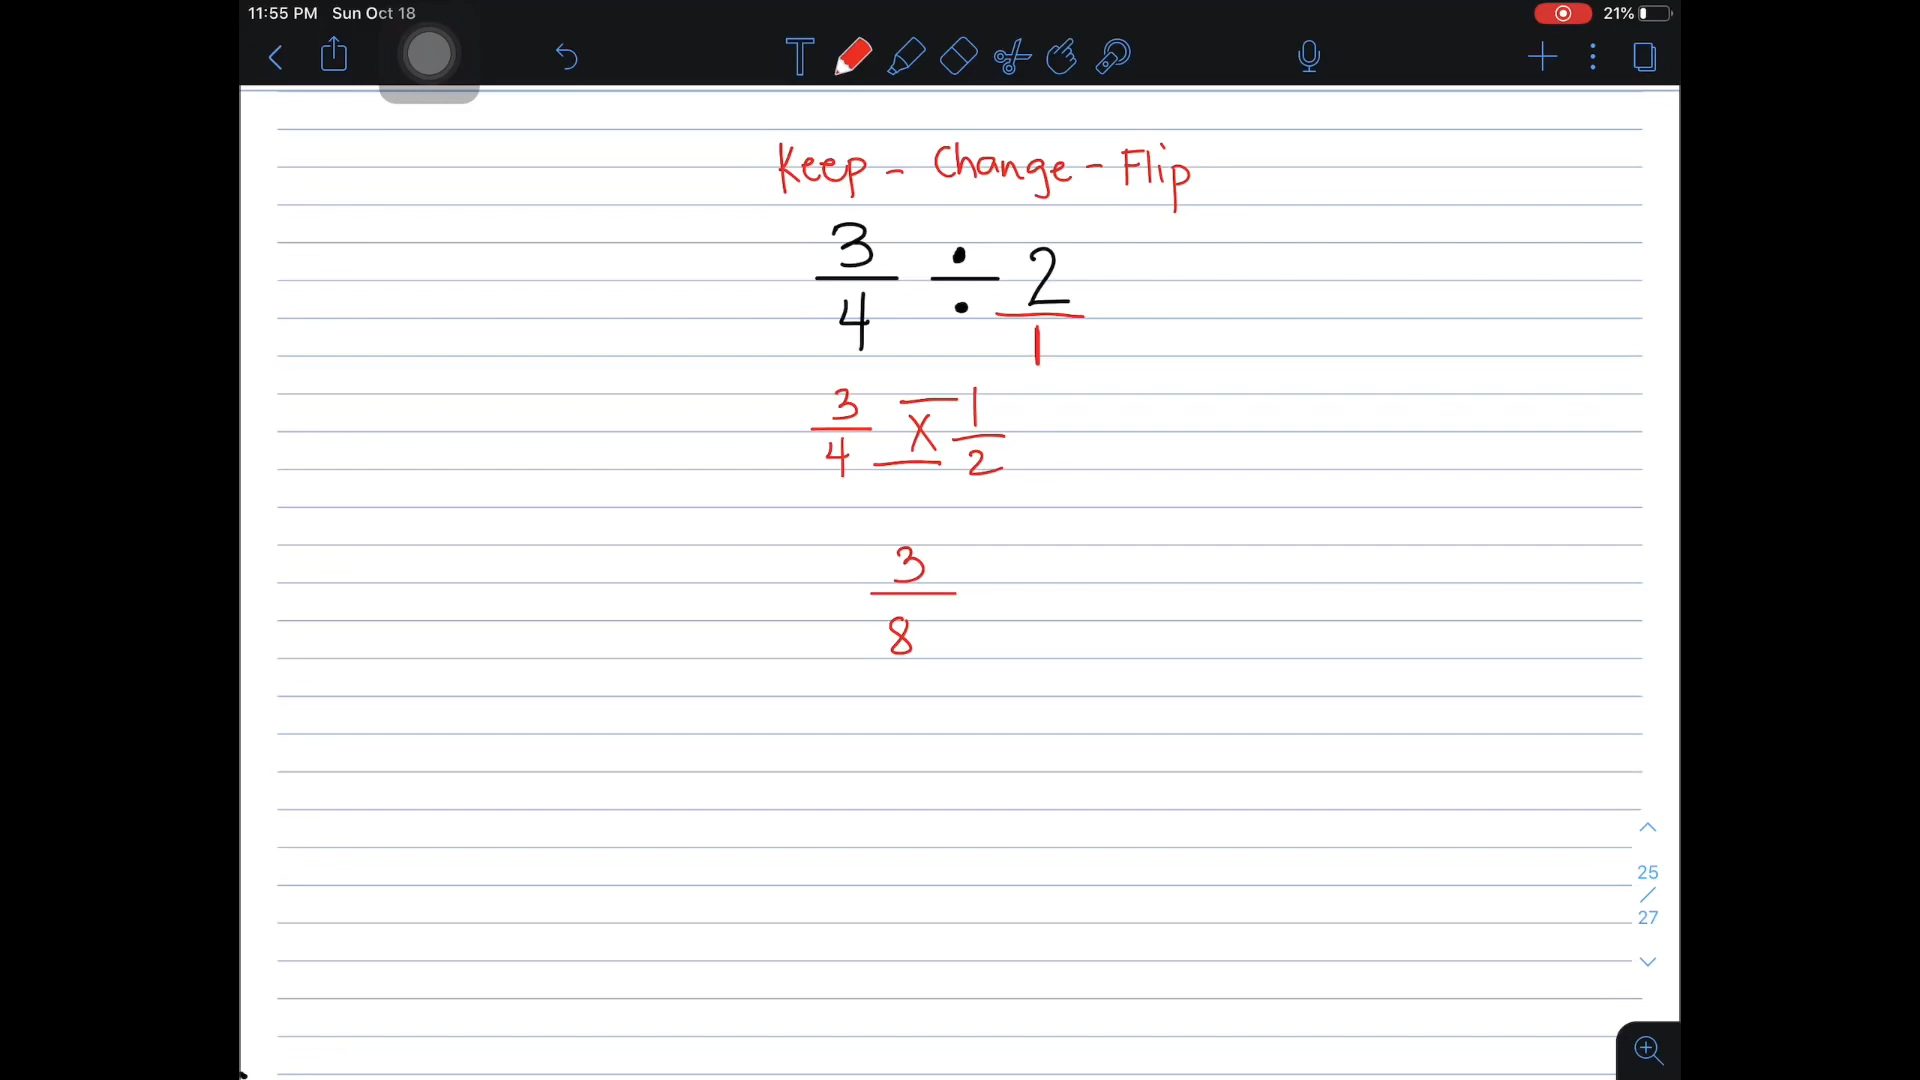 11:55 PM Sun Oct 18 21%
T
Keep - Change - Flip
3/4 ÷ 2/1
3/4 x 1/2
3/8
25
/
27